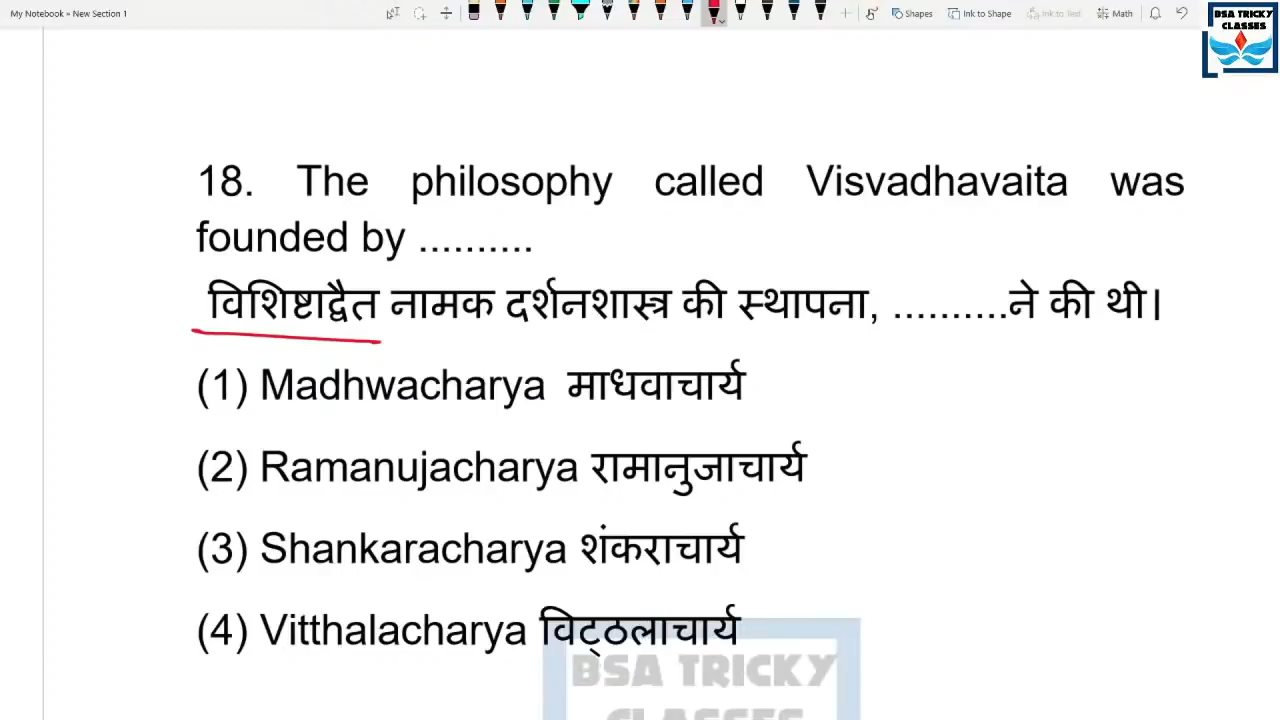 My Notebook » New Section 1
Shapes
Ink to Shape
Ink to Text
Math
BSA TRICKY
CLASSES
18. The philosophy called Visvadhavaita was
founded by ..........
विशिष्टाद्वैत नामक दर्शनशास्त्र की स्थापना, ..........ने की थी।
(1) Madhwacharya माधवाचार्य
(2) Ramanujacharya रामानुजाचार्य
(3) Shankaracharya शंकराचार्य
(4) Vitthalacharya विट्ठलाचार्य
BSA TRICKY
CLASSES